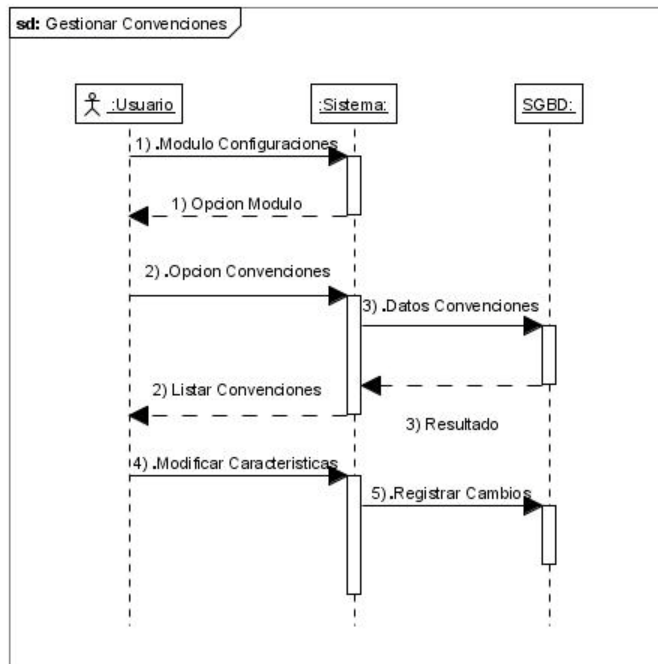 sd: Gestionar Convenciones
:Usuario
:Sistema:
SGBD:
1) .Modulo Configuraciones
1) Opcion Modulo
2) .Opcion Convenciones
3) .Datos Convenciones
2) Listar Convenciones
3) Resultado
4) .Modificar Caracteristicas
5) .Registrar Cambios